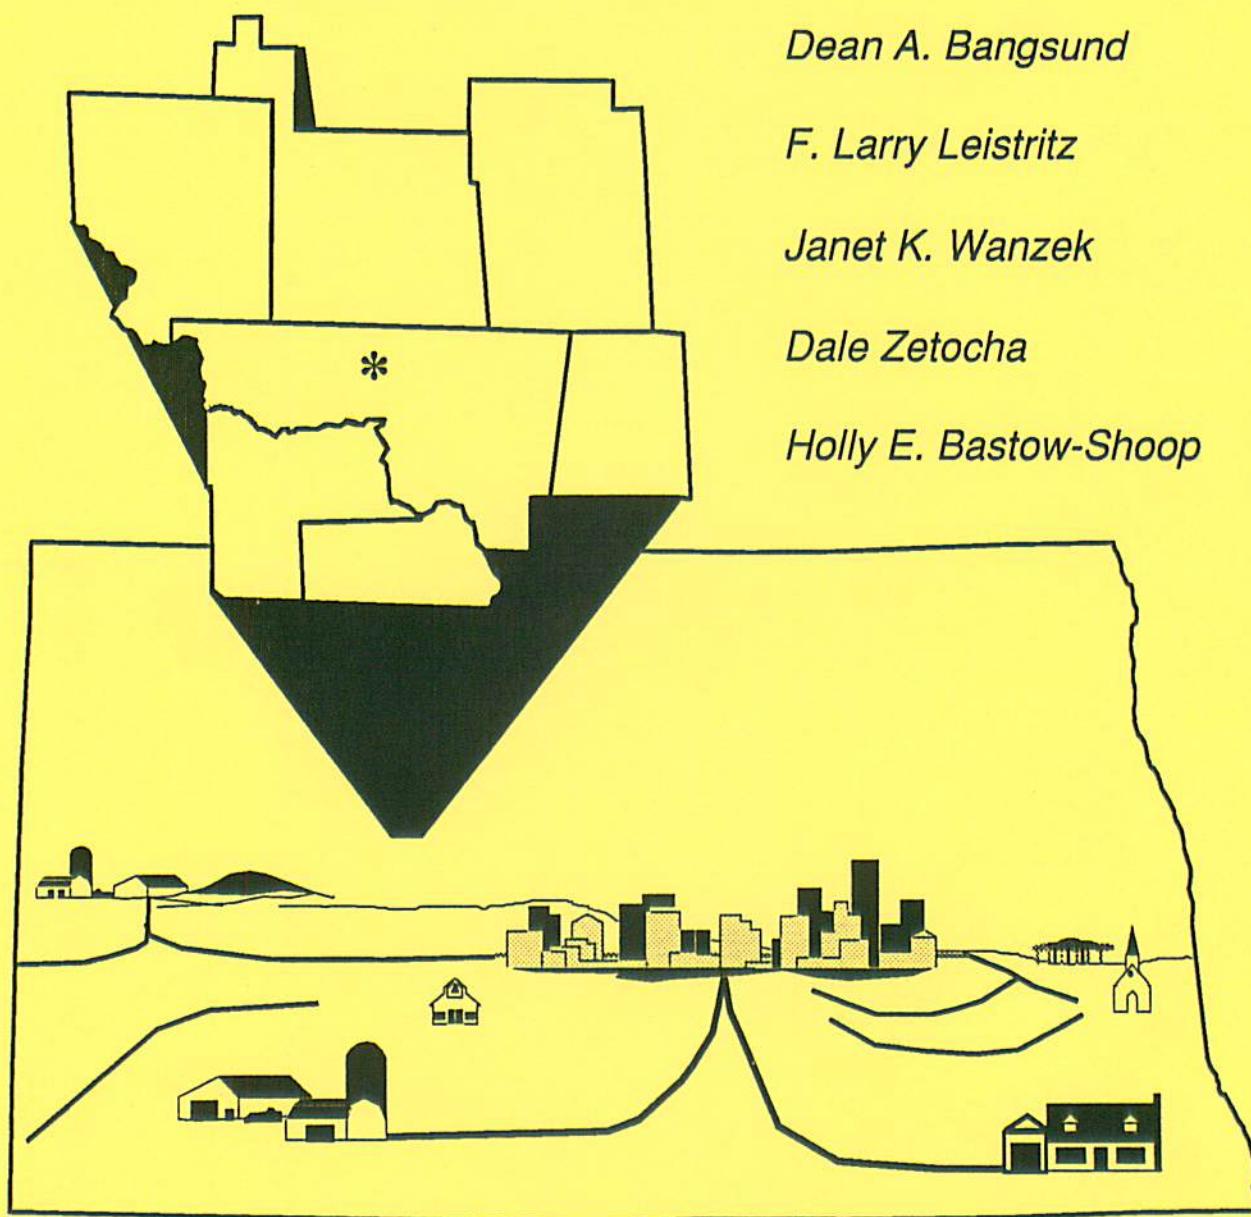 Dean A. Bangsund
F. Larry Leistritz
Janet K. Wanzek
Dale Zetocha
Holly E. Bastow-Shoop
*